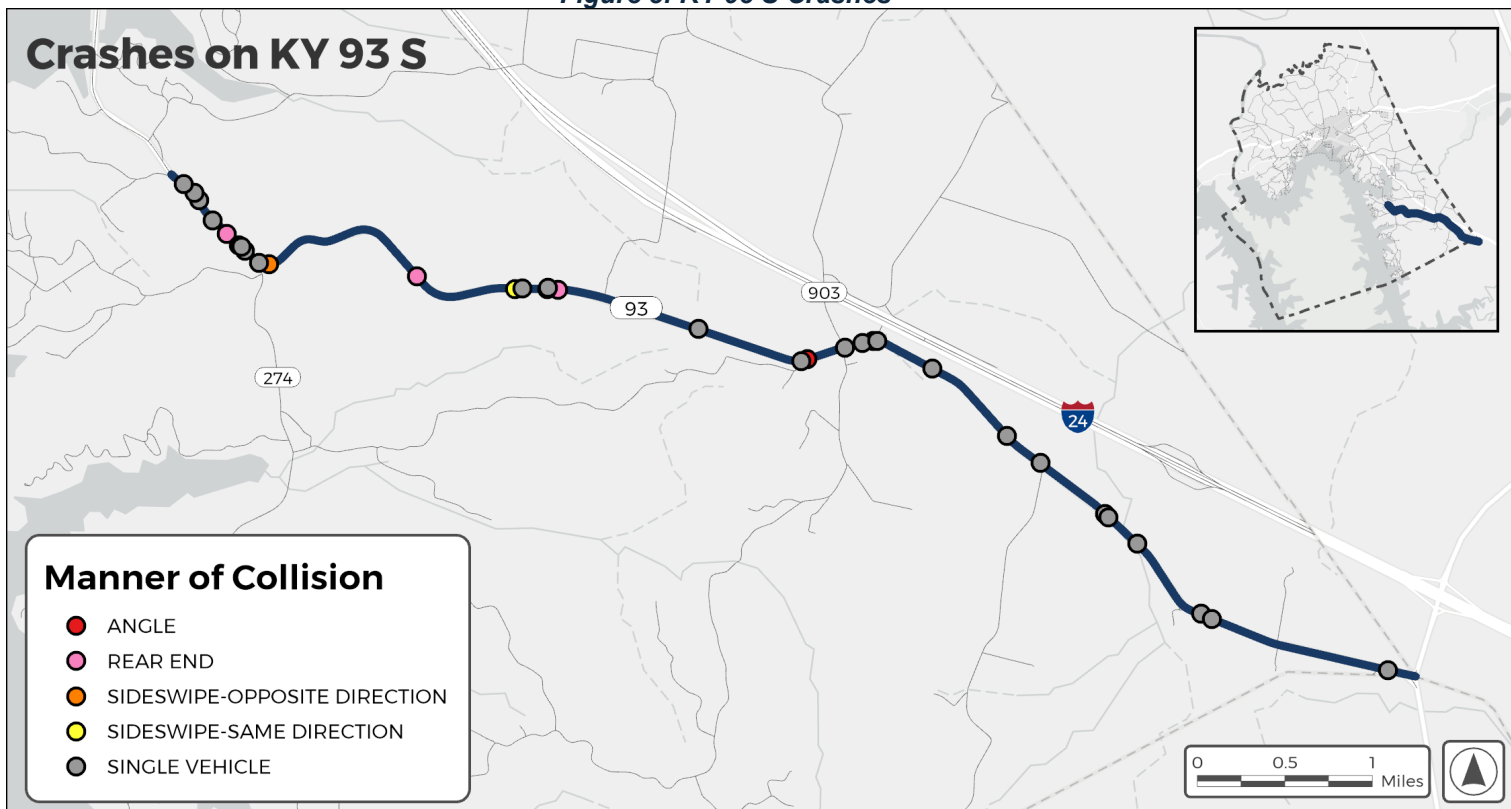 Crashes on KY 93 S
903
93
274
24
Manner of Collision
ANGLE
REAR END
SIDESWIPE-OPPOSITE DIRECTION
SIDESWIPE-SAME DIRECTION
SINGLE VEHICLE
0 0.5 1
Miles